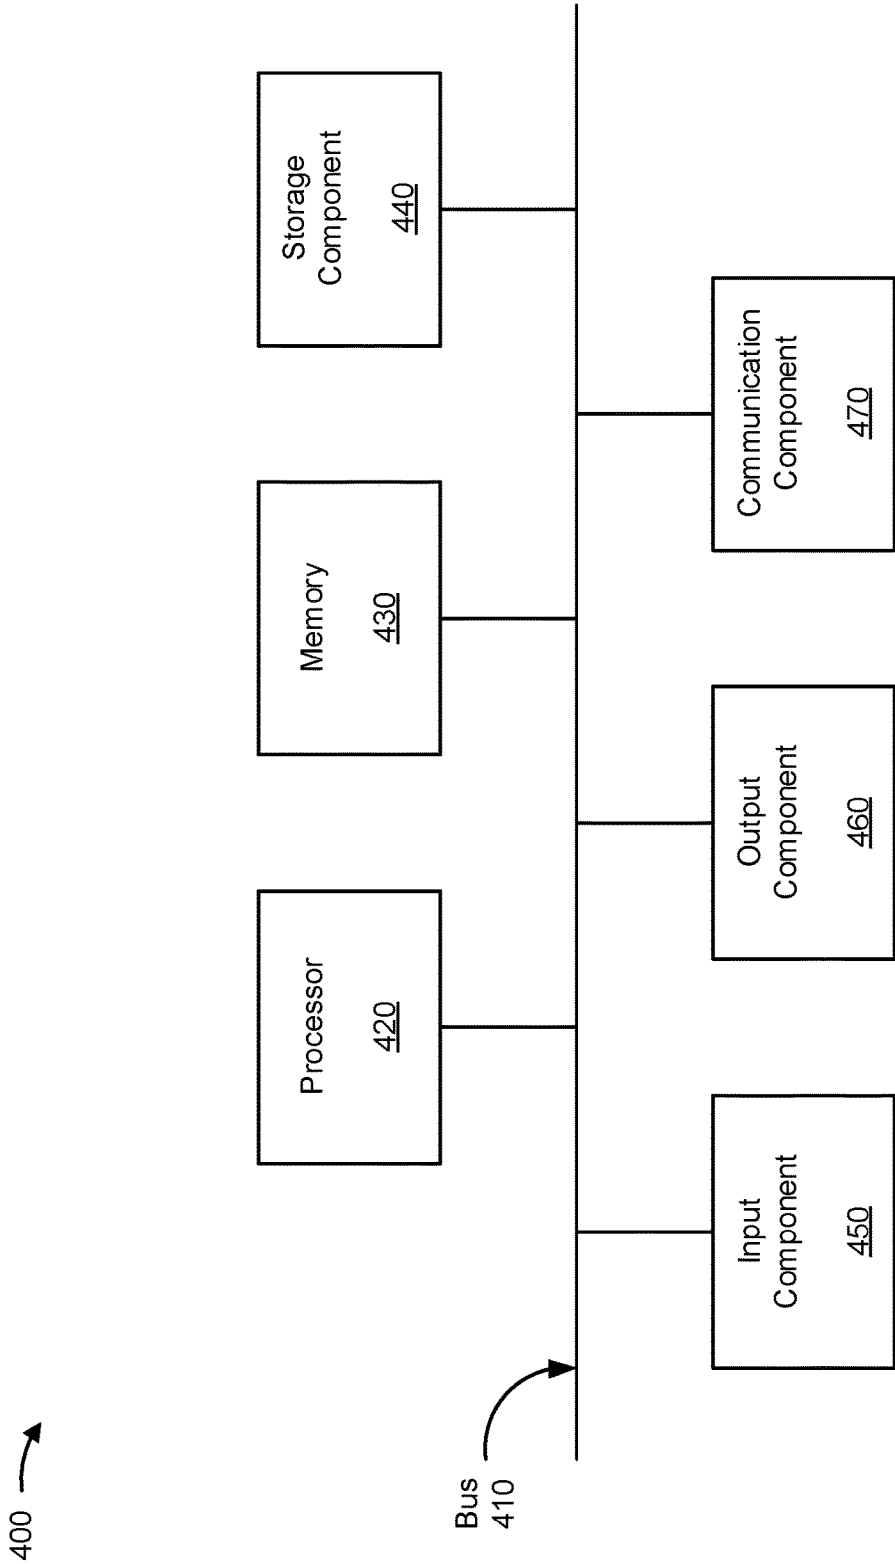 400
Processor
420
Memory
430
Storage
Component
440
Bus
410
Input
Component
450
Output
Component
460
Communication
Component
470